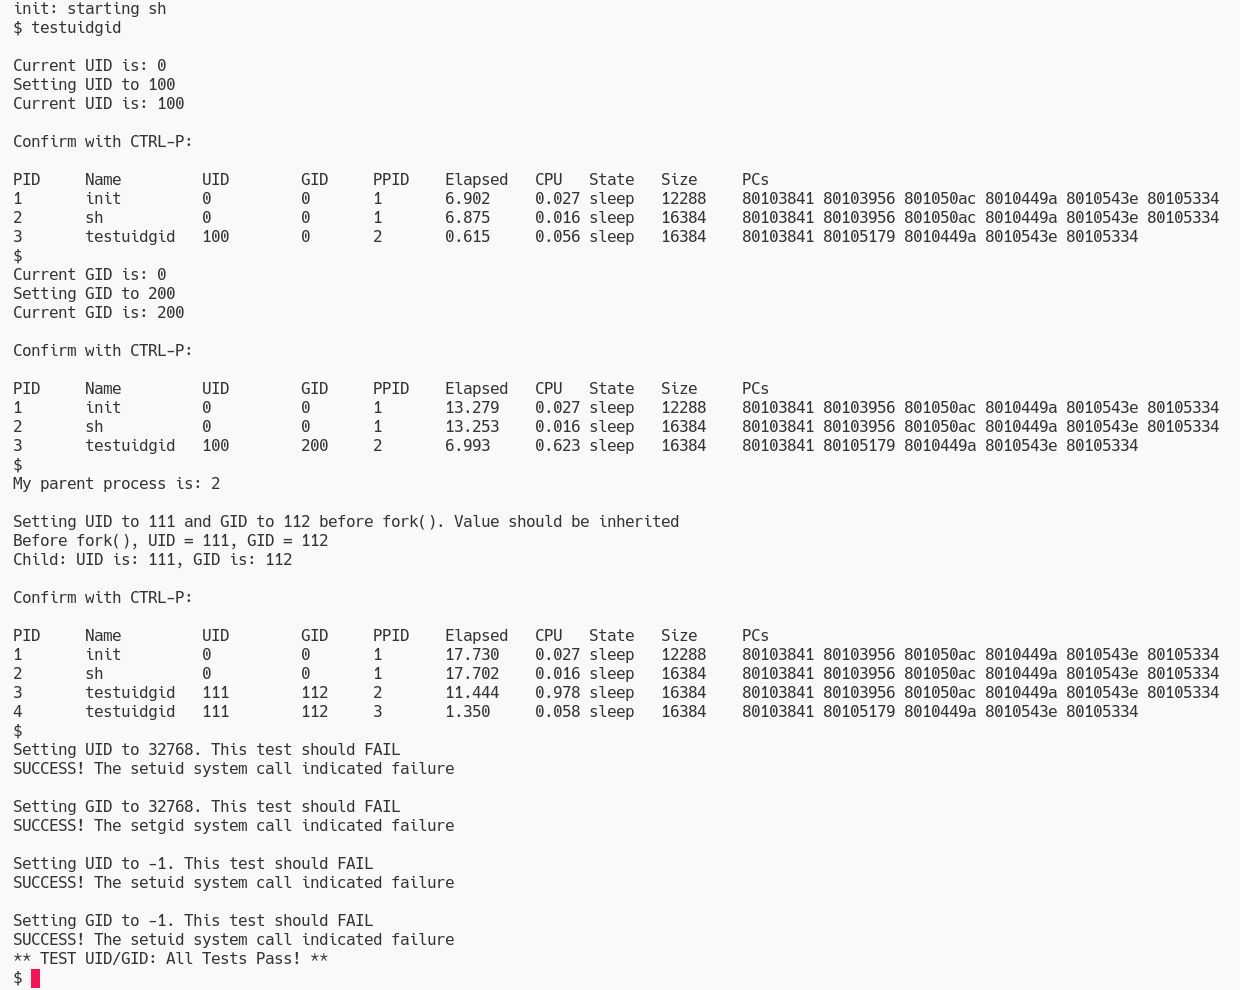 init: starting sh
$ testuidgid

Current UID is: 0
Setting UID to 100
Current UID is: 100

Confirm with CTRL-P:

PID     Name         UID        GID     PPID    Elapsed   CPU   State   Size     PCs
1       init         0          0       1       6.902     0.027 sleep   12288    80103841 80103956 801050ac 8010449a 8010543e 80105334
2       sh           0          0       1       6.875     0.016 sleep   16384    80103841 80103956 801050ac 8010449a 8010543e 80105334
3       testuidgid   100        0       2       0.615     0.056 sleep   16384    80103841 80105179 8010449a 8010543e 80105334
$
Current GID is: 0
Setting GID to 200
Current GID is: 200

Confirm with CTRL-P:

PID     Name         UID        GID     PPID    Elapsed   CPU   State   Size     PCs
1       init         0          0       1       13.279    0.027 sleep   12288    80103841 80103956 801050ac 8010449a 8010543e 80105334
2       sh           0          0       1       13.253    0.016 sleep   16384    80103841 80103956 801050ac 8010449a 8010543e 80105334
3       testuidgid   100        200     2       6.993     0.623 sleep   16384    80103841 80105179 8010449a 8010543e 80105334
$
My parent process is: 2

Setting UID to 111 and GID to 112 before fork(). Value should be inherited
Before fork(), UID = 111, GID = 112
Child: UID is: 111, GID is: 112

Confirm with CTRL-P:

PID     Name         UID        GID     PPID    Elapsed   CPU   State   Size     PCs
1       init         0          0       1       17.730    0.027 sleep   12288    80103841 80103956 801050ac 8010449a 8010543e 80105334
2       sh           0          0       1       17.702    0.016 sleep   16384    80103841 80103956 801050ac 8010449a 8010543e 80105334
3       testuidgid   111        112     2       11.444    0.978 sleep   16384    80103841 80103956 801050ac 8010449a 8010543e 80105334
4       testuidgid   111        112     3       1.350     0.058 sleep   16384    80103841 80105179 8010449a 8010543e 80105334
$
Setting UID to 32768. This test should FAIL
SUCCESS! The setuid system call indicated failure

Setting GID to 32768. This test should FAIL
SUCCESS! The setgid system call indicated failure

Setting UID to -1. This test should FAIL
SUCCESS! The setuid system call indicated failure

Setting GID to -1. This test should FAIL
SUCCESS! The setuid system call indicated failure
** TEST UID/GID: All Tests Pass! **
$